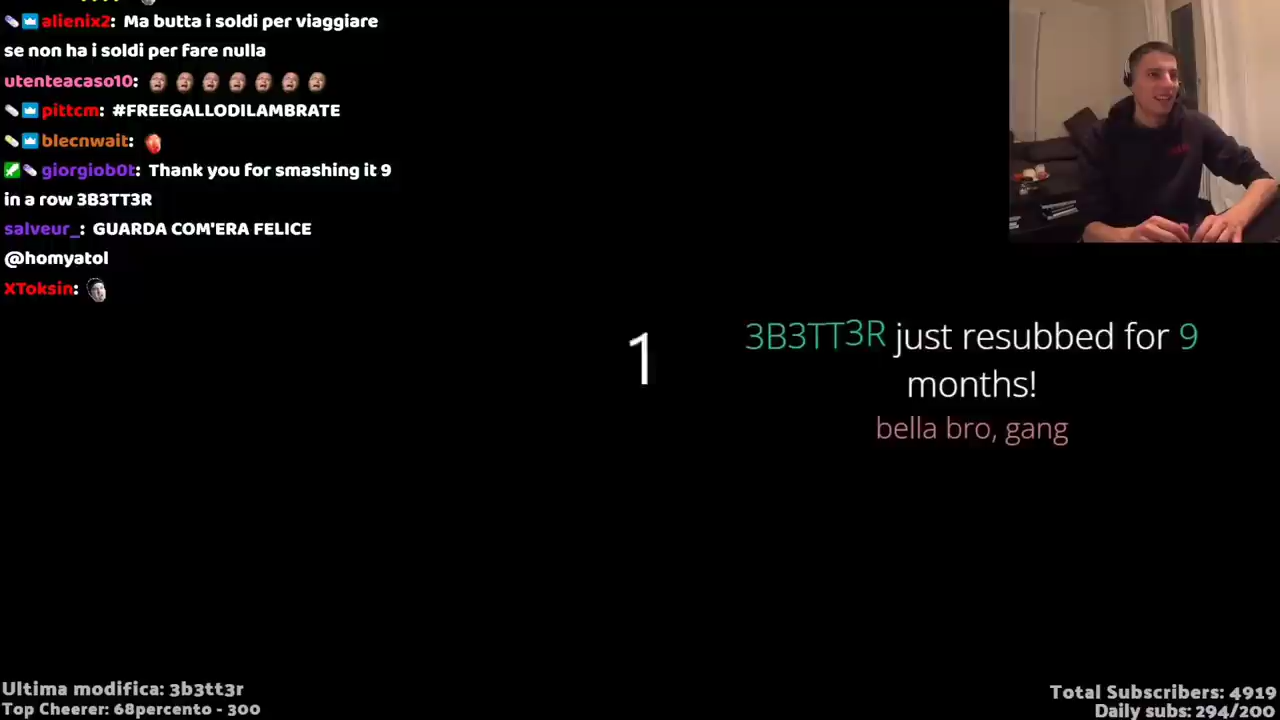 alienix2: Ma butta i soldi per viaggiare
se non ha i soldi per fare nulla
utenteacaso10:
pittcm: #FREEGALLODILAMBRATE
blecnwait:
giorgiob0t: Thank you for smashing it 9
in a row 3B3TT3R
salveur_: GUARDA COM'ERA FELICE
@homyatol
XToksin:
1
3B3TT3R just resubbed for 9
months!
bella bro, gang
Ultima modifica: 3b3tt3r
Top Cheerer: 68percento - 300
Total Subscribers: 4919
Daily subs: 294/200